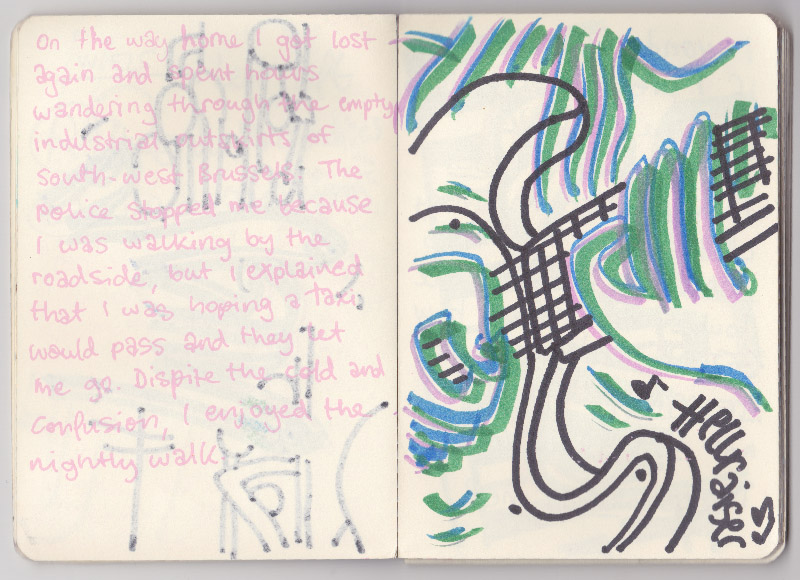 On the way home I got lost
again and spent hours
wandering through the empty
industrial outskirts of
south-west Brussels. The
police stopped me because
I was walking by the
roadside, but I explained
that I was hoping a taxi
would pass and they let
me go. Dispite the cold and
confusion, I enjoyed the
nightly walk